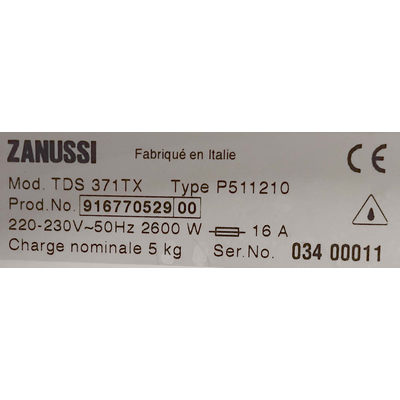 ZANUSSI Fabriqué en Italie CE
Mod. TDS 371TX Type P511210
Prod.No. 916770529 00
220-230V~50Hz 2600 W 16 A
Charge nominale 5 kg Ser.No. 034 00011